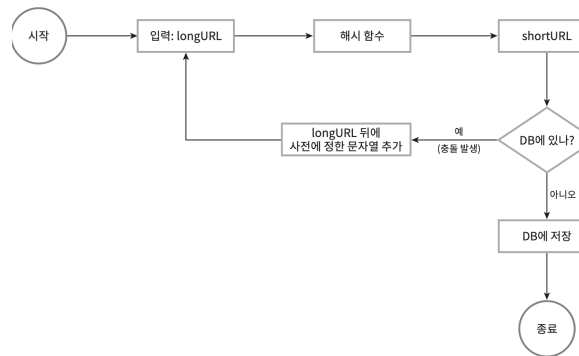 시작
입력: longURL
해시 함수
shortURL
longURL 뒤에
사전에 정한 문자열 추가
예
(충돌 발생)
DB에 있나?
아니오
DB에 저장
종료